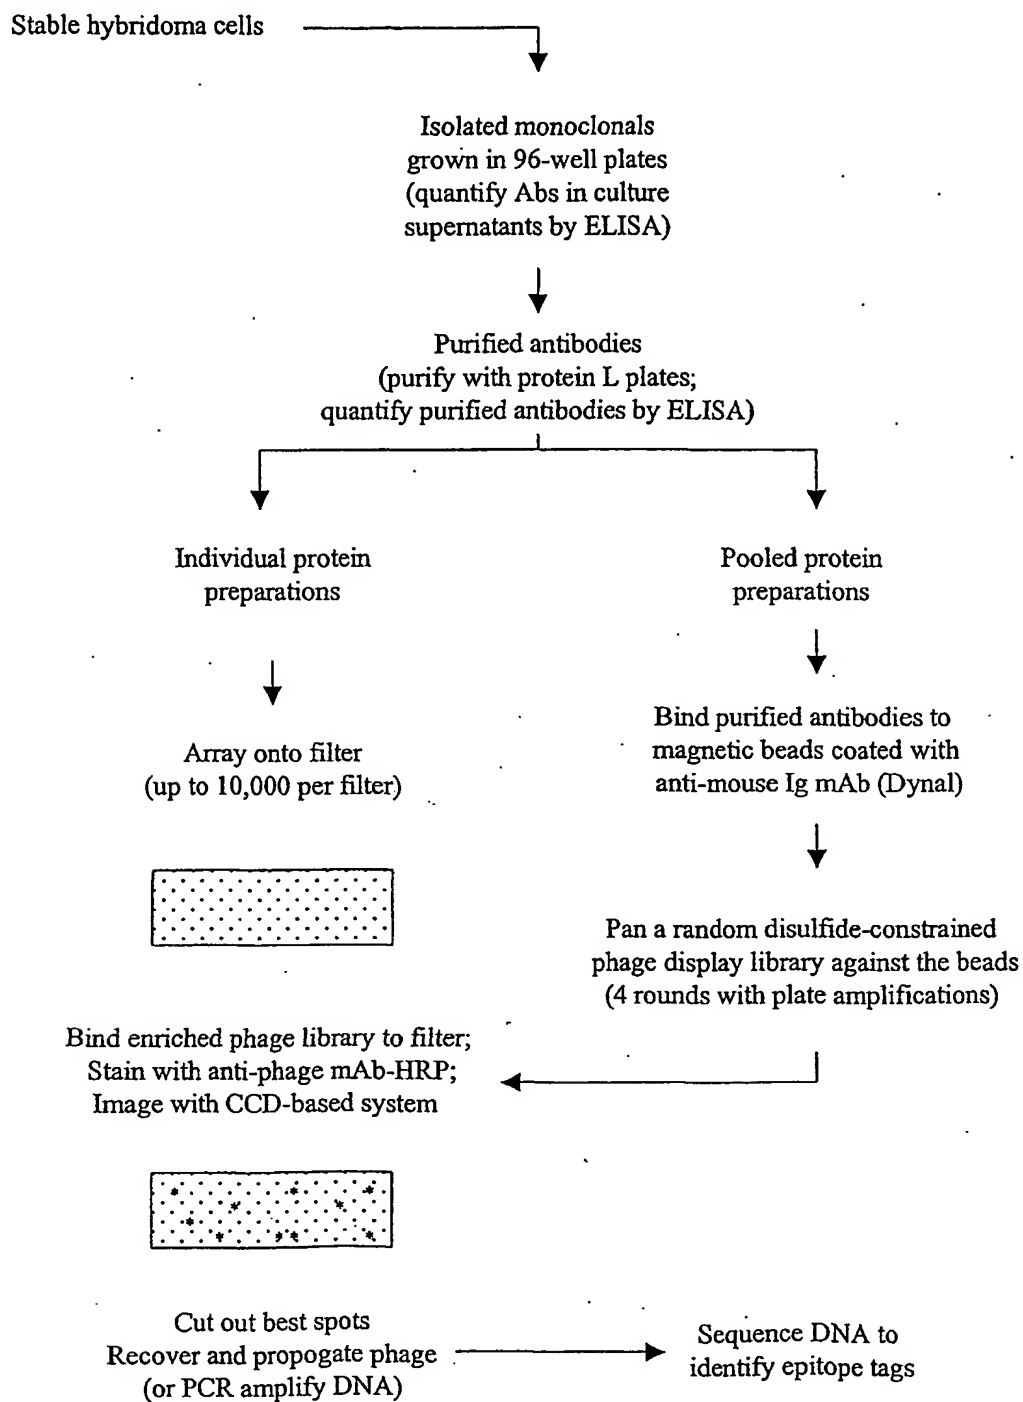 Stable hybridoma cells
Isolated monoclonals
grown in 96-well plates
(quantify Abs in culture
supernatants by ELISA)
Purified antibodies
(purify with protein L plates;
quantify purified antibodies by ELISA)
Individual protein
preparations
Pooled protein
preparations
Array onto filter
(up to 10,000 per filter)
Bind purified antibodies to
magnetic beads coated with
anti-mouse Ig mAb (Dynal)
Pan a random disulfide-constrained
phage display library against the beads
(4 rounds with plate amplifications)
Bind enriched phage library to filter;
Stain with anti-phage mAb-HRP;
Image with CCD-based system
Cut out best spots
Recover and propogate phage
(or PCR amplify DNA)
Sequence DNA to
identify epitope tags